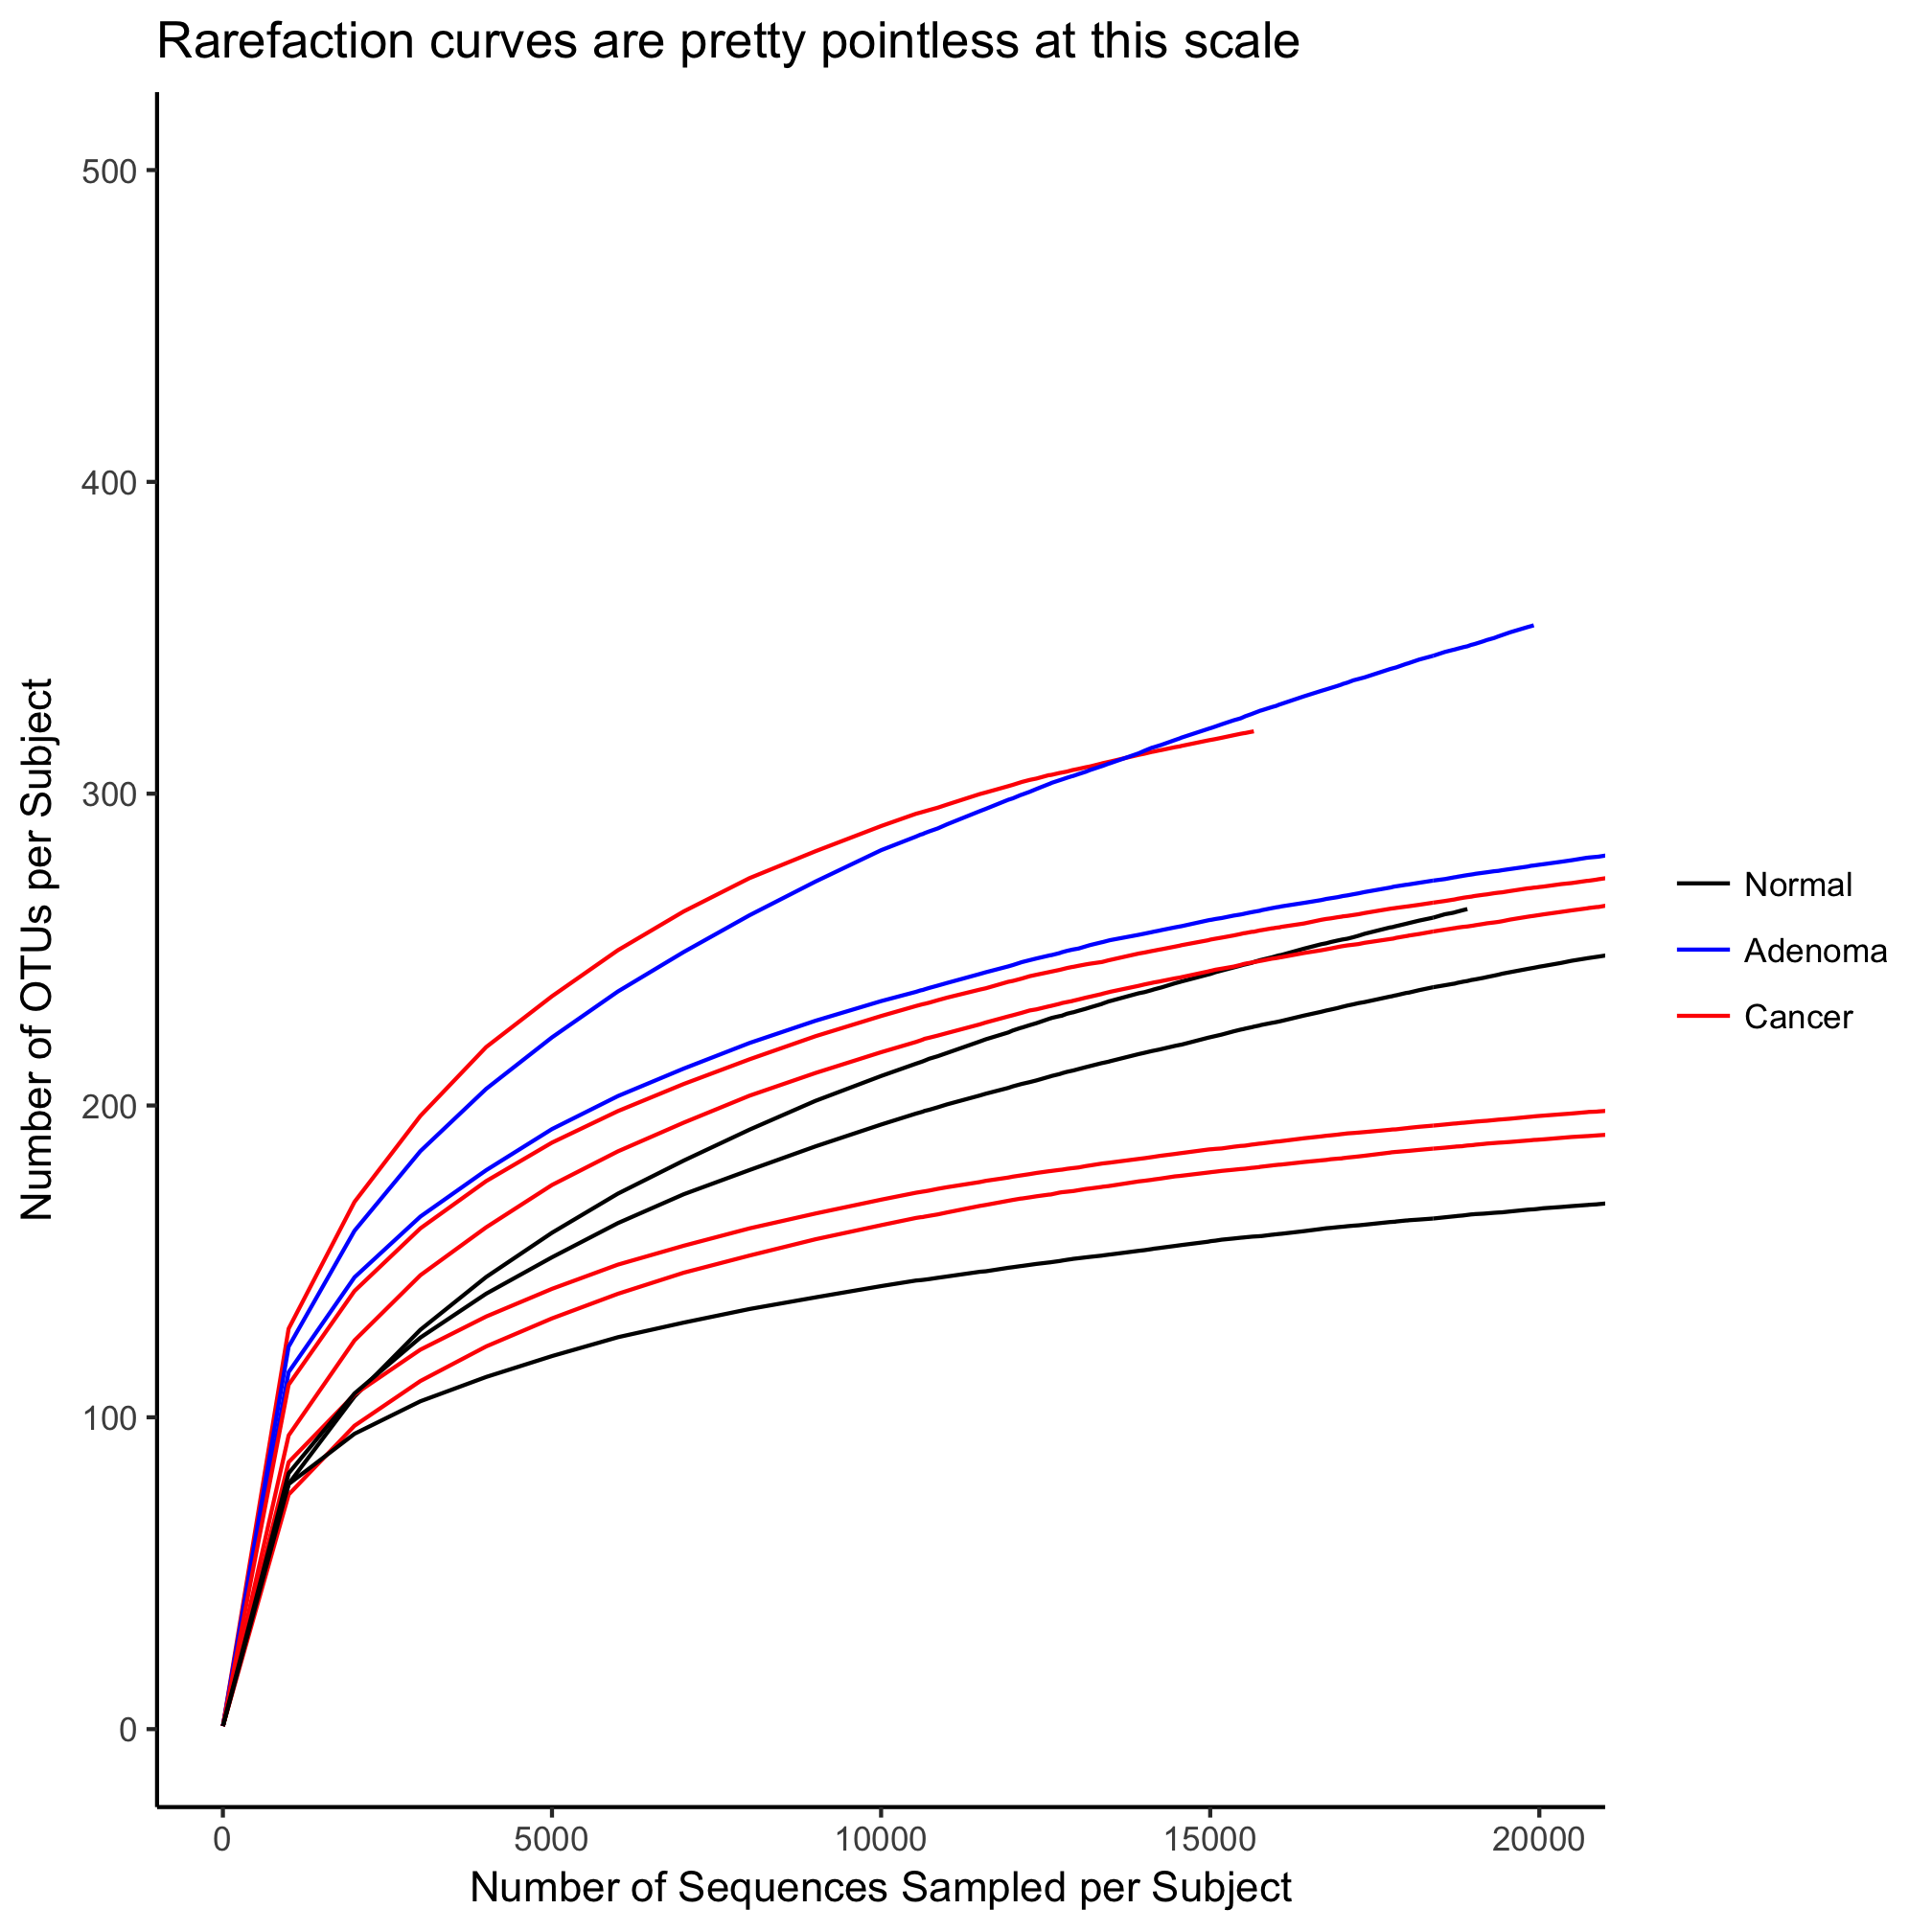 Rarefaction curves are pretty pointless at this scale
500
400
300
200
100
0
Number of OTUs per Subject
0
5000
10000
15000
20000
Number of Sequences Sampled per Subject
Normal
Adenoma
Cancer